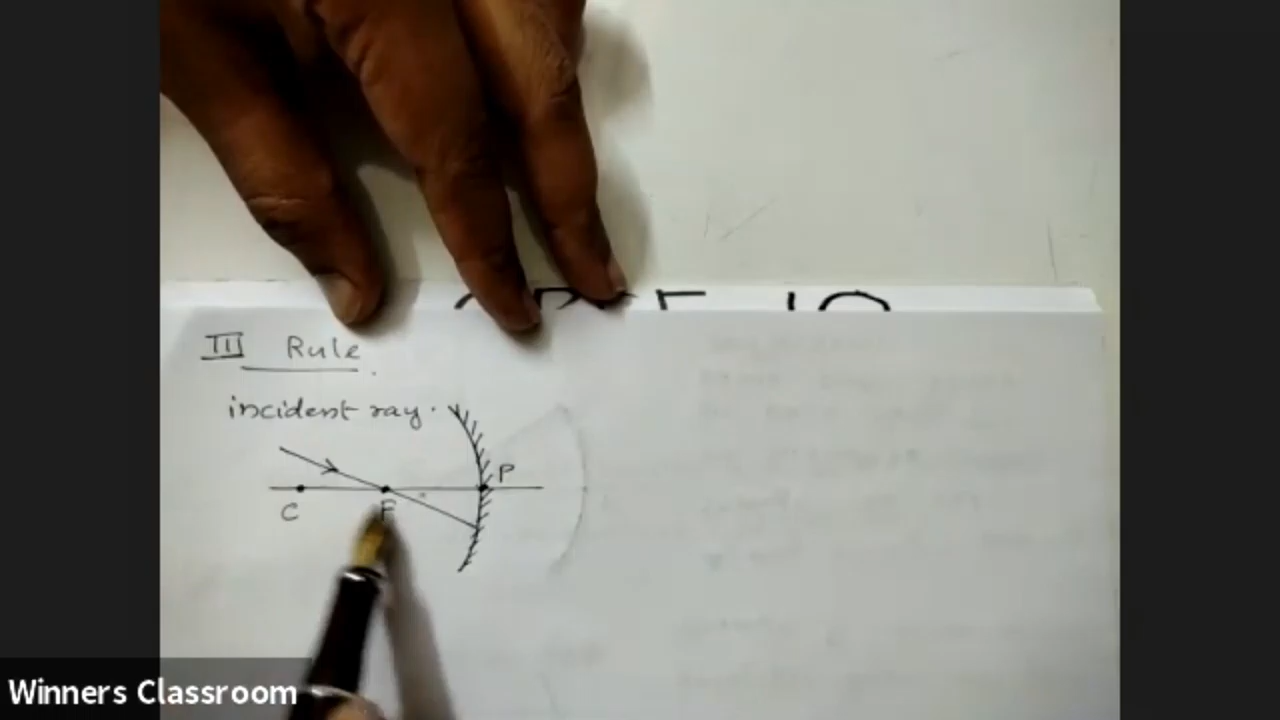 III Rule.
incident ray.
P
C F
Winners Classroom